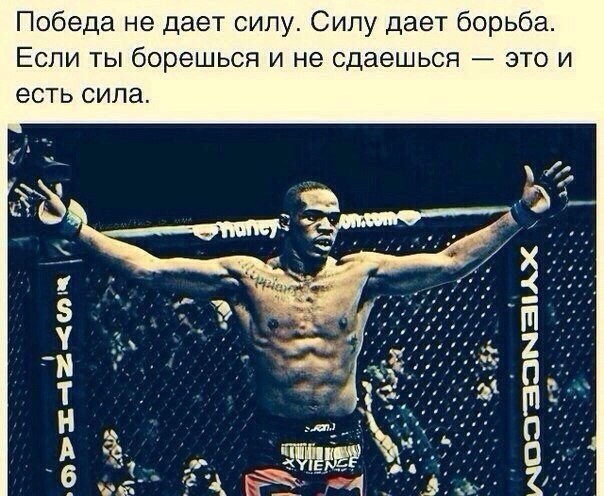 Победа не дает силу. Силу дает борьба.
Если ты борешься и не сдаешься — это и
есть сила.
SYNTHA6
XYIENCE.COM
XYIENCE